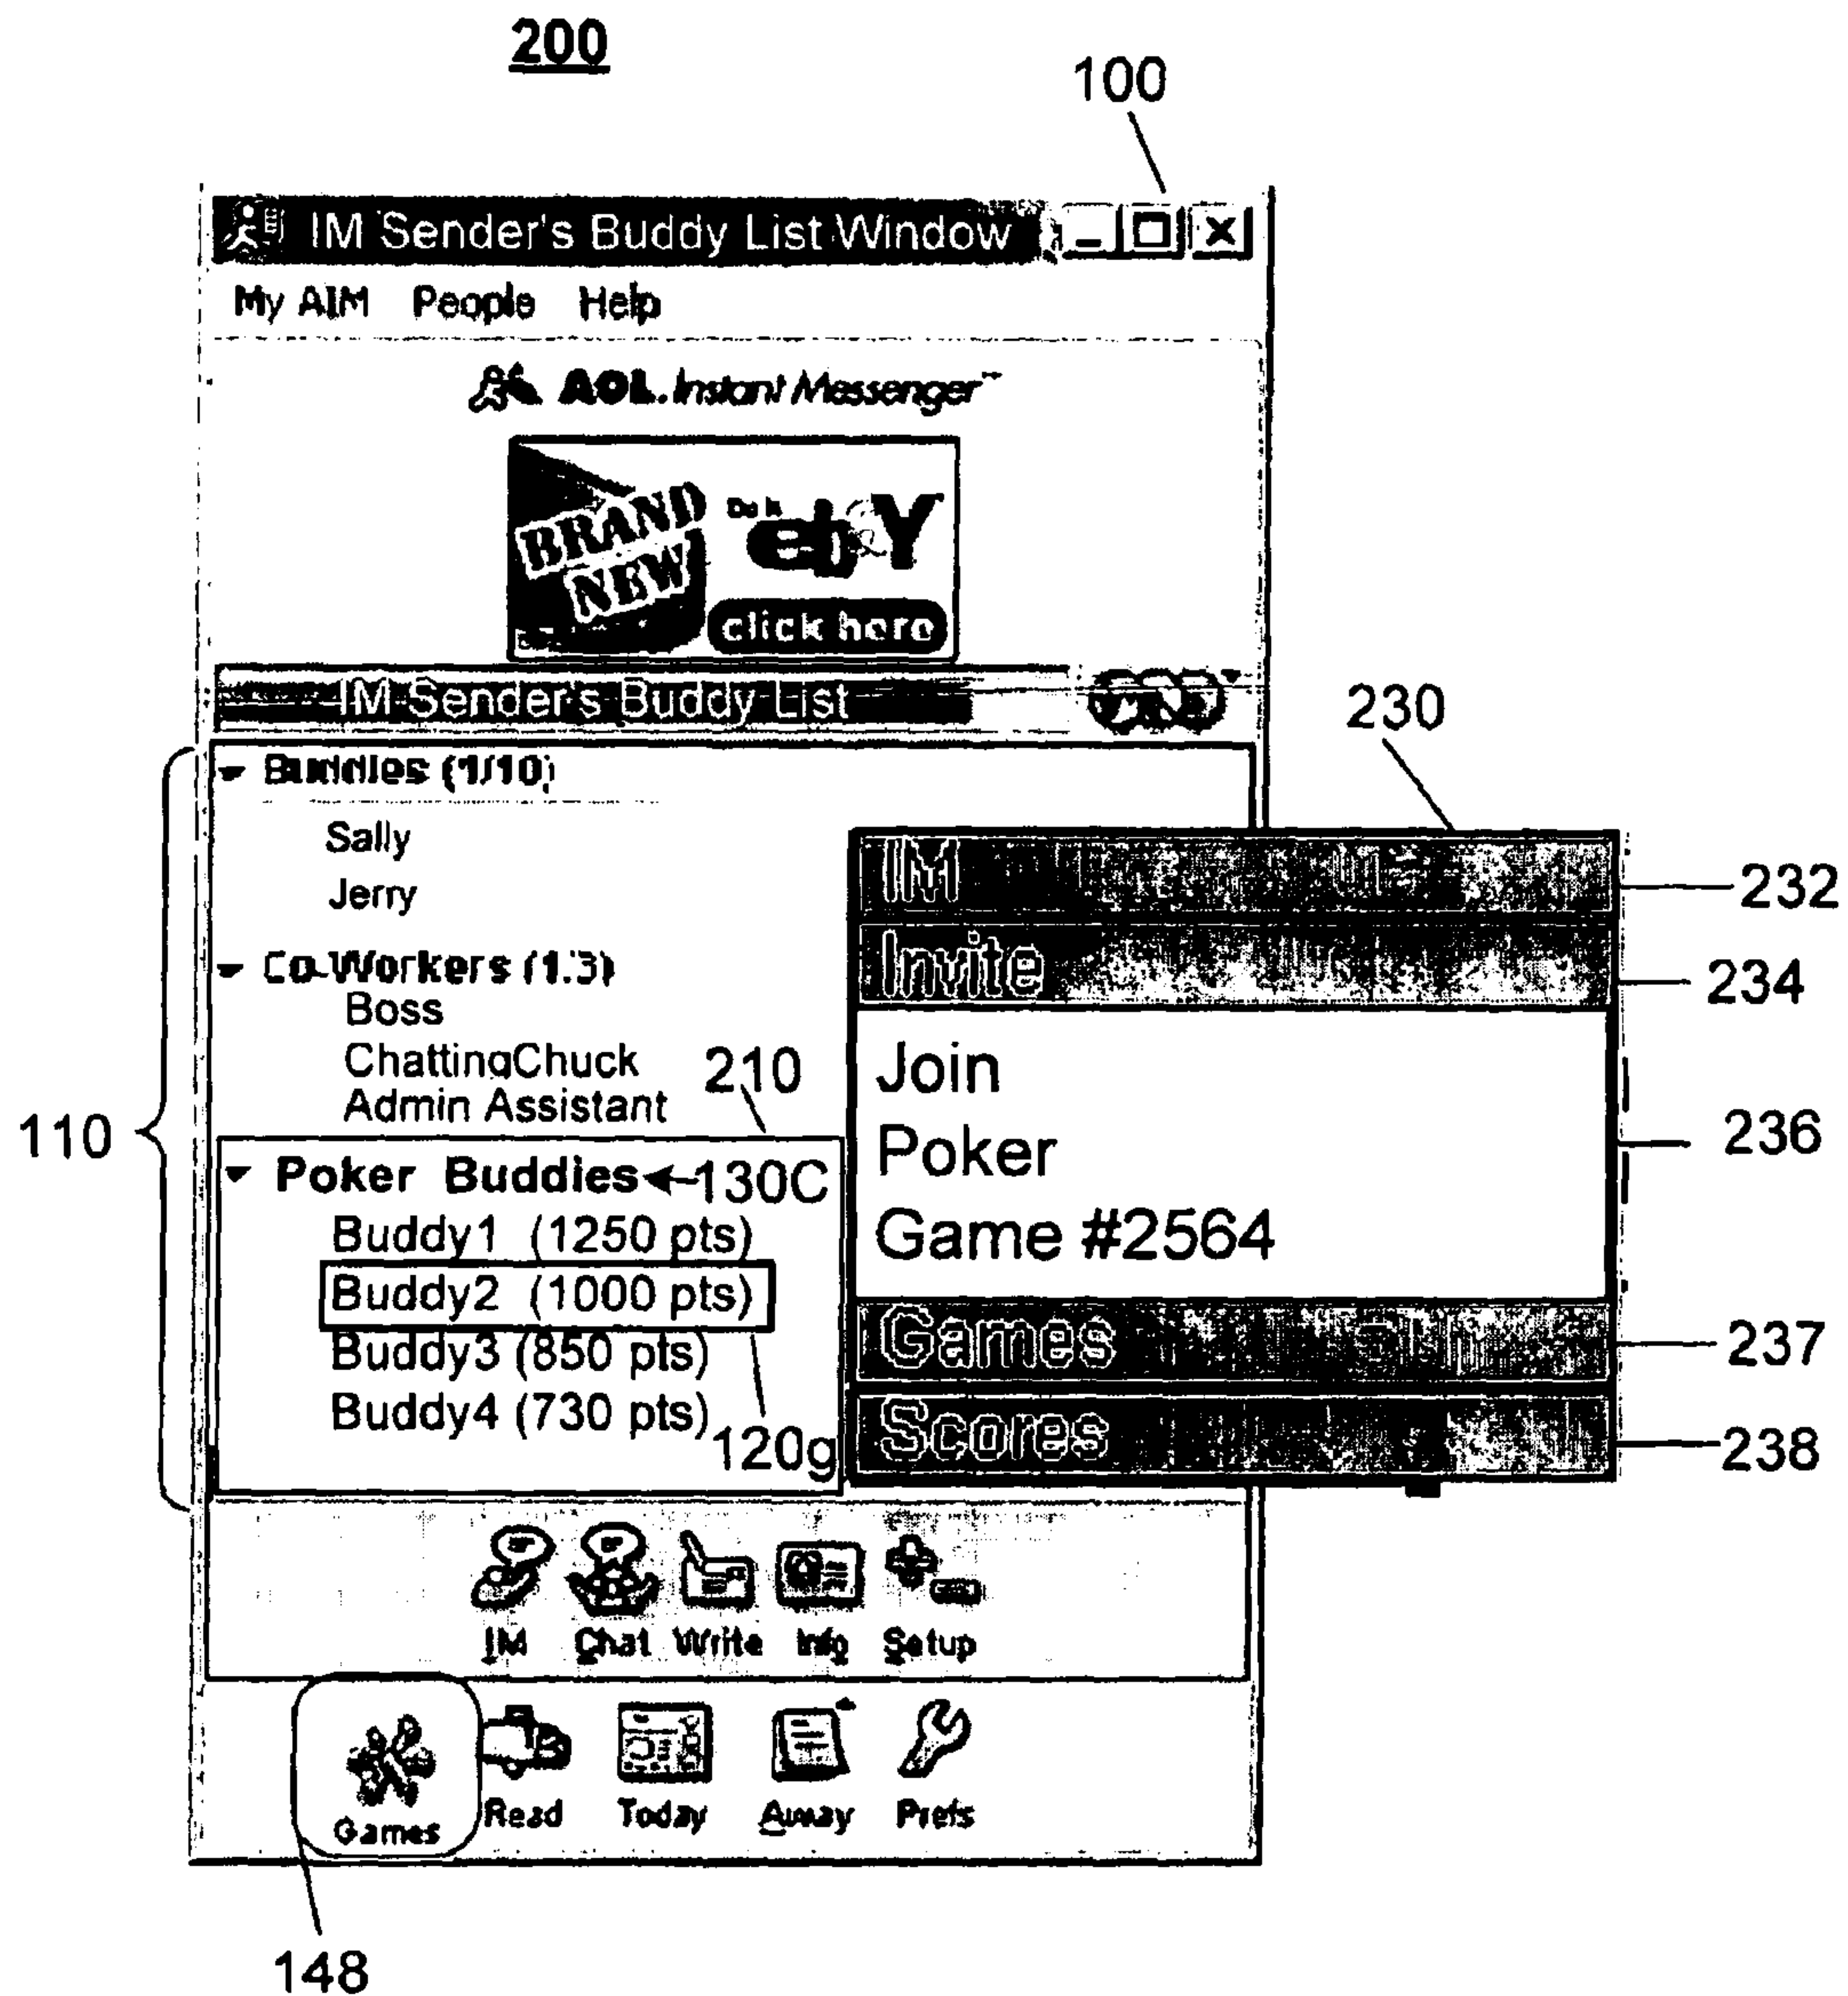 200
100
IM Sender's Buddy List Window
My AIM People Help
AOL Instant Messenger™
BRAND
NEW
Do it
ebaY
click here
IM Sender's Buddy List
230
Buddies (1/10)
Sally
Jerry
IM
232
Invite
234
Co-Workers (1.3)
Boss
ChattingChuck
Admin Assistant
210
110
Join
Poker
Game #2564
236
Poker Buddies 130C
Buddy1 (1250 pts)
Buddy2 (1000 pts)
Buddy3 (850 pts)
Buddy4 (730 pts)
120g
Games
237
Scores
238
IM Chat Write Info Setup
Games Read Today Away Prefs
148